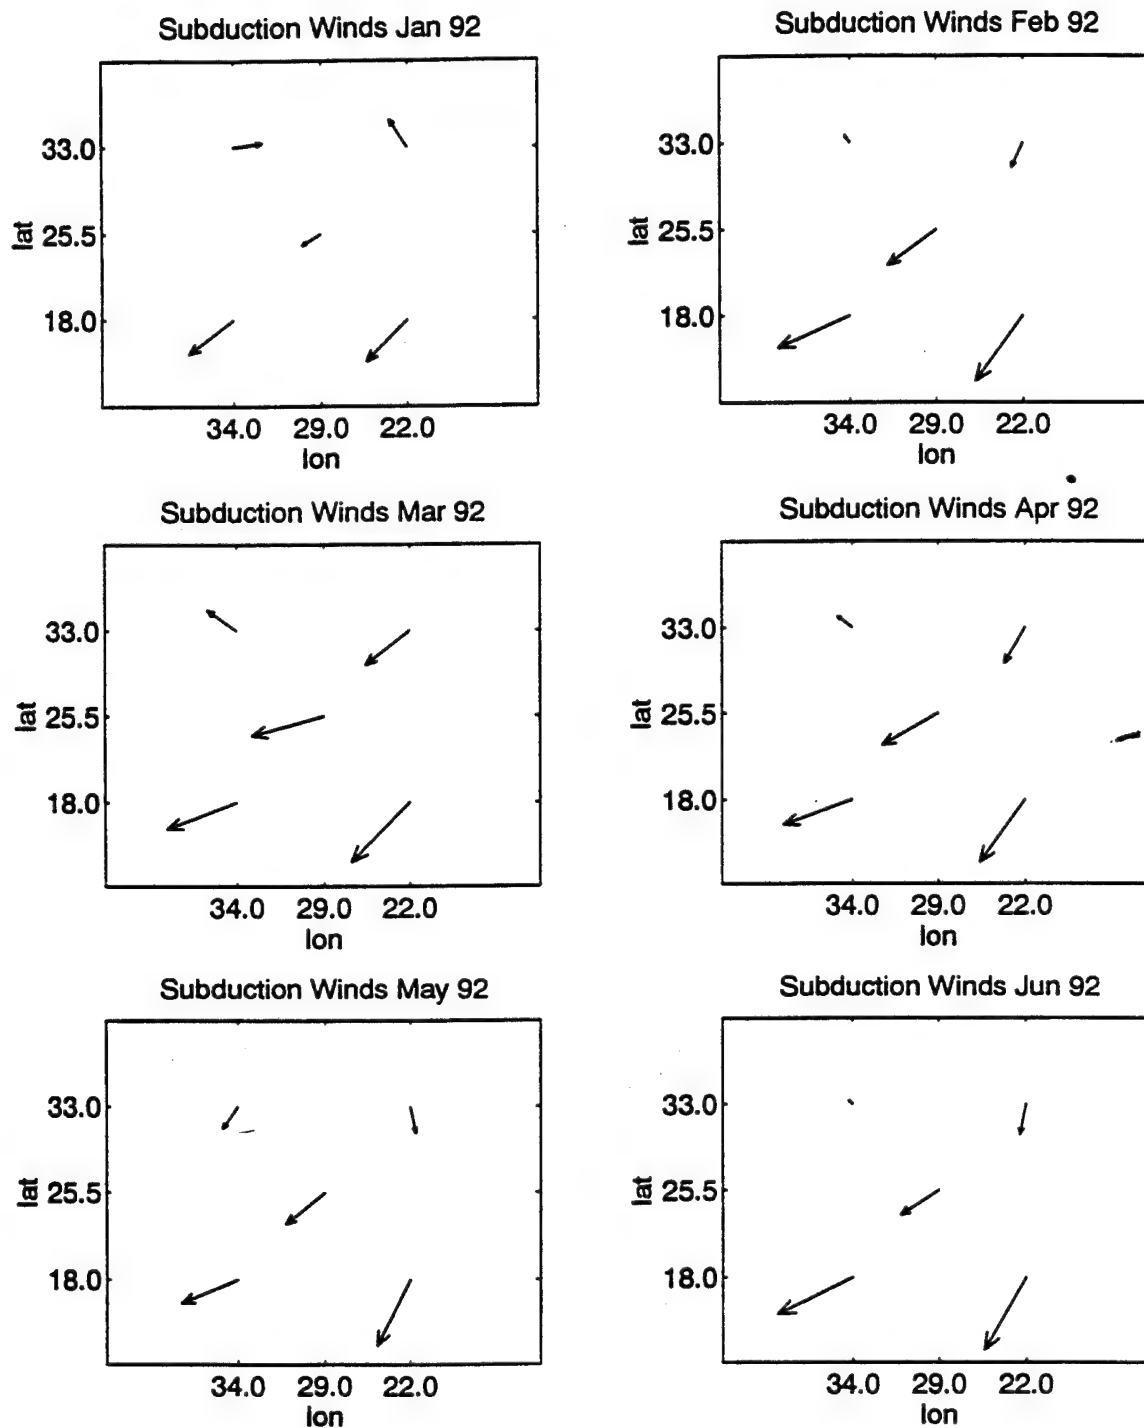 Subduction Winds Jan 92
33.0
lat 25.5
18.0
34.0 29.0 22.0
lon
Subduction Winds Feb 92
33.0
lat 25.5
18.0
34.0 29.0 22.0
lon
Subduction Winds Mar 92
33.0
lat 25.5
18.0
34.0 29.0 22.0
lon
Subduction Winds Apr 92
33.0
lat 25.5
18.0
34.0 29.0 22.0
lon
Subduction Winds May 92
33.0
lat 25.5
18.0
34.0 29.0 22.0
lon
Subduction Winds Jun 92
33.0
lat 25.5
18.0
34.0 29.0 22.0
lon